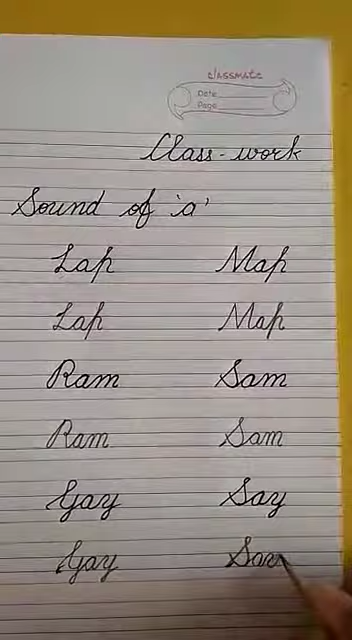 classmate
Date
Page
Class-work
Sound of 'a'
Lap Map
Lap Map
Ram Sam
Ram Sam
Gay Say
Gay